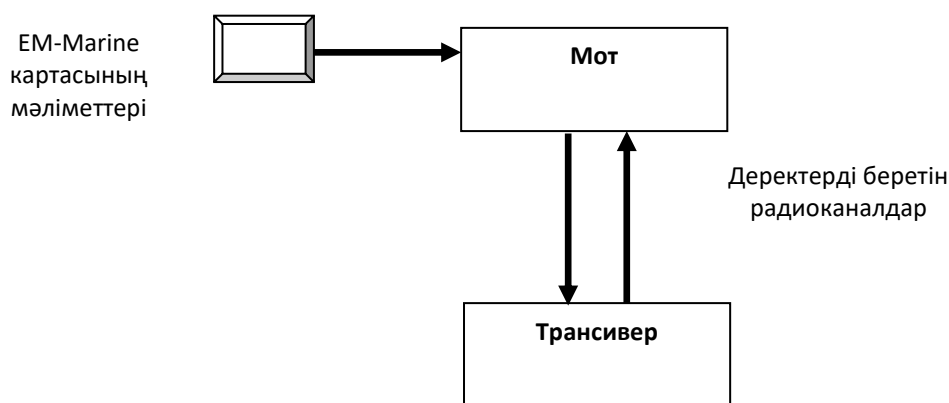 EM-Marine
картасының
мәліметтері
Мот
Деректерді беретін
радиоканалдар
Трансивер